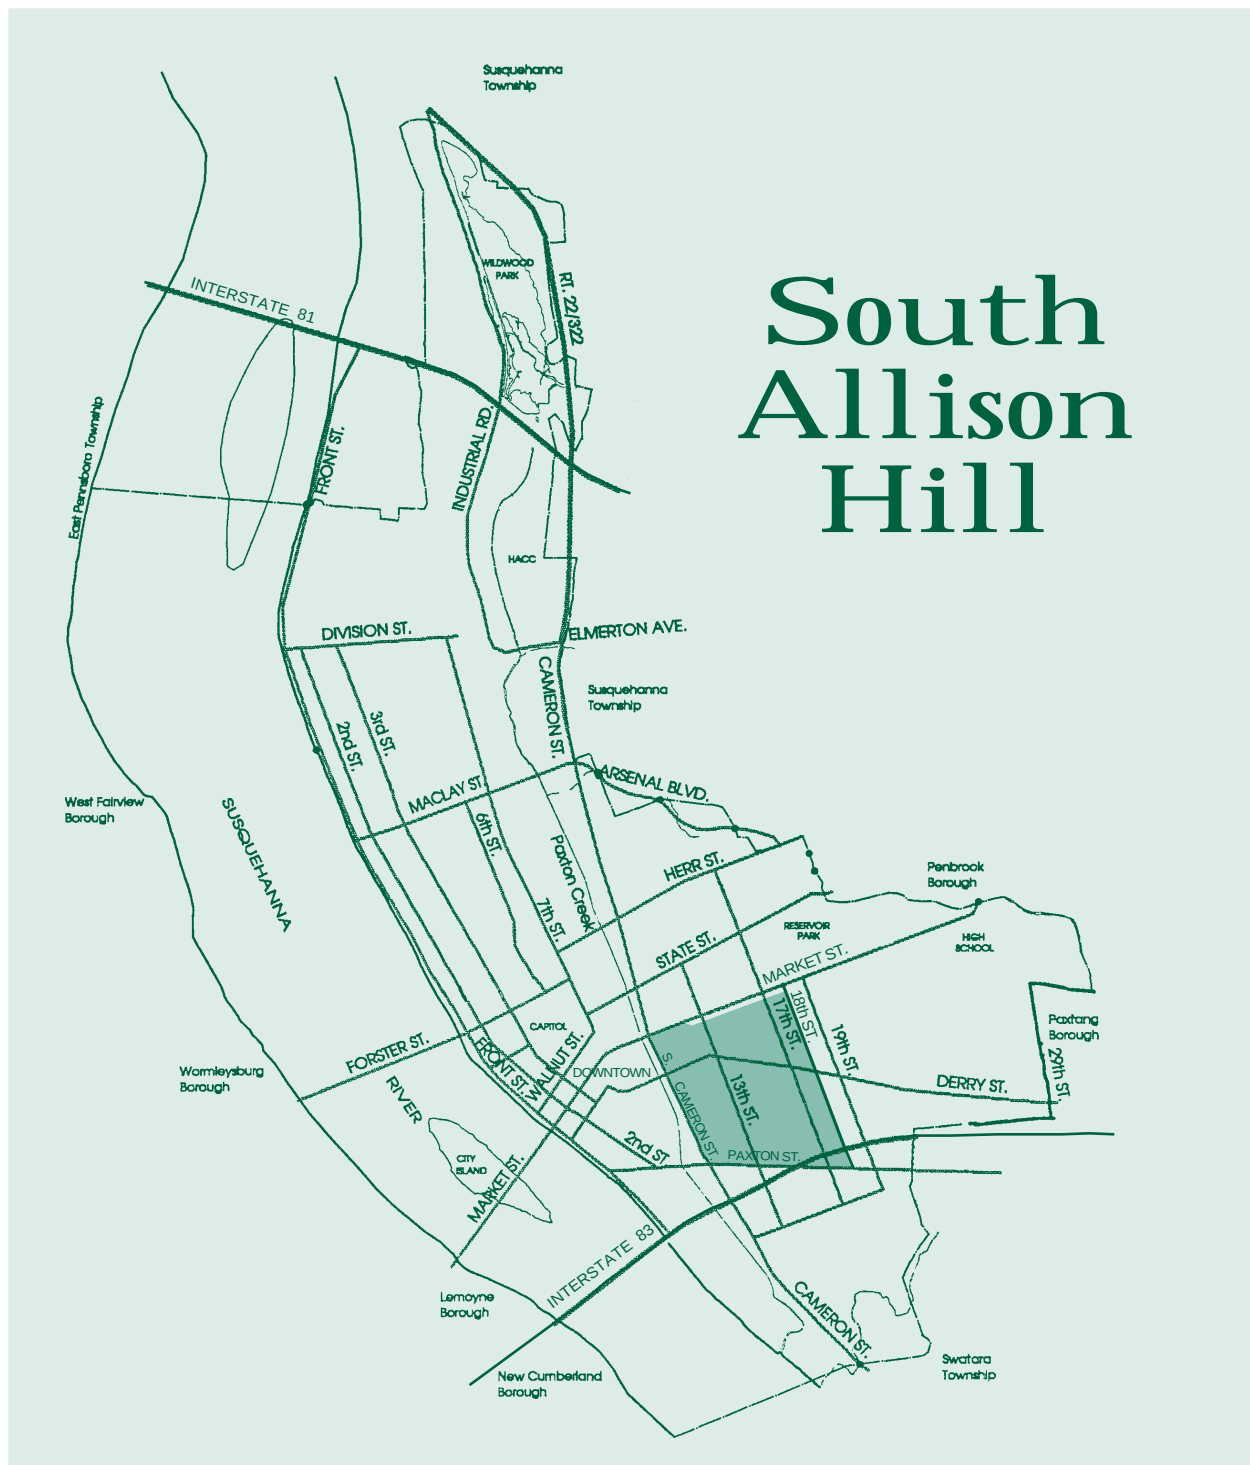 Susquehanna
Township
WILDWOOD
PARK
RT. 22/322
INTERSTATE 81
South
Allison
Hill
East Pennsboro Township
FRONT ST.
INDUSTRIAL RD.
HACC
DIVISION ST.
ELMERTON AVE.
CAMERON ST.
Susquehanna
Township
2nd ST.
3rd ST.
ARSENAL BLVD.
MACLAY ST.
West Fairview
Borough
SUSQUEHANNA
6th ST.
Paxton Creek
HERR ST.
Penbrook
Borough
7th ST.
RESERVOIR
PARK
HIGH
SCHOOL
STATE ST.
MARKET ST.
17th ST.
18th ST.
19th ST.
Paxtang
Borough
29th ST.
CAPITOL
FORSTER ST.
FRONT ST.
WALNUT ST.
DOWNTOWN
Wormleysburg
Borough
RIVER
S. CAMERON ST.
13th ST.
DERRY ST.
2nd ST
PAXTON ST.
CITY
ISLAND
MARKET ST.
INTERSTATE 83
Lemoyne
Borough
CAMERON ST.
New Cumberland
Borough
Swatara
Township